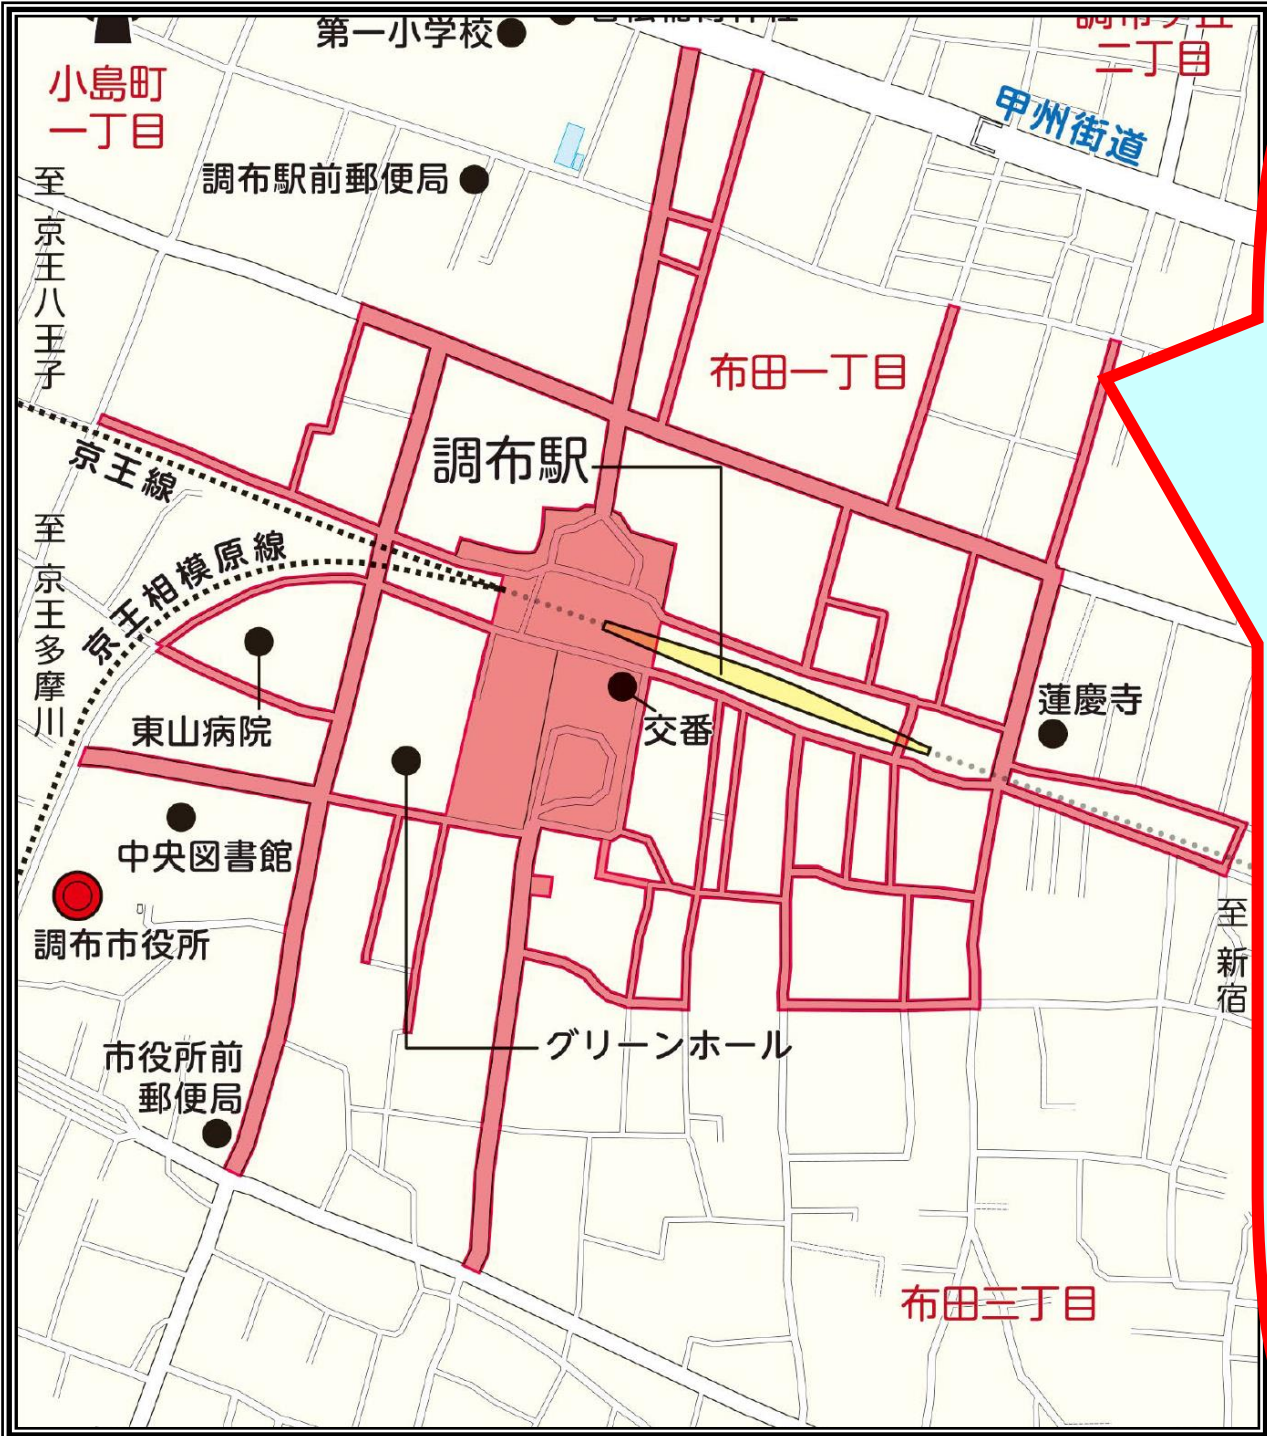 第一小学校
二丁目
小島町
一丁目
甲州街道
調布駅前郵便局
至 京王八王子
布田一丁目
調布駅
京王線
至 京王多摩川
京王相模原線
東山病院
交番
蓮慶寺
中央図書館
調布市役所
至 新宿
グリーンホール
市役所前
郵便局
布田三丁目